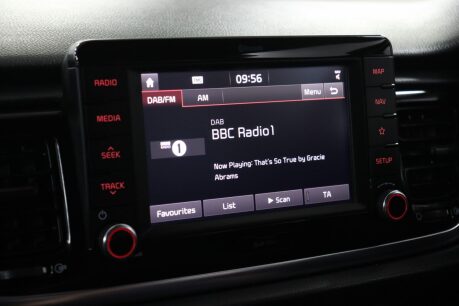 09:56
RADIO
MEDIA
SEEK
TRACK
DAB/FM
AM
Menu
DAB
BBC Radio1
1
Now Playing: That's So True by Gracie
Abrams
Favourites
List
Scan
TA
MAP
NAV
SETUP